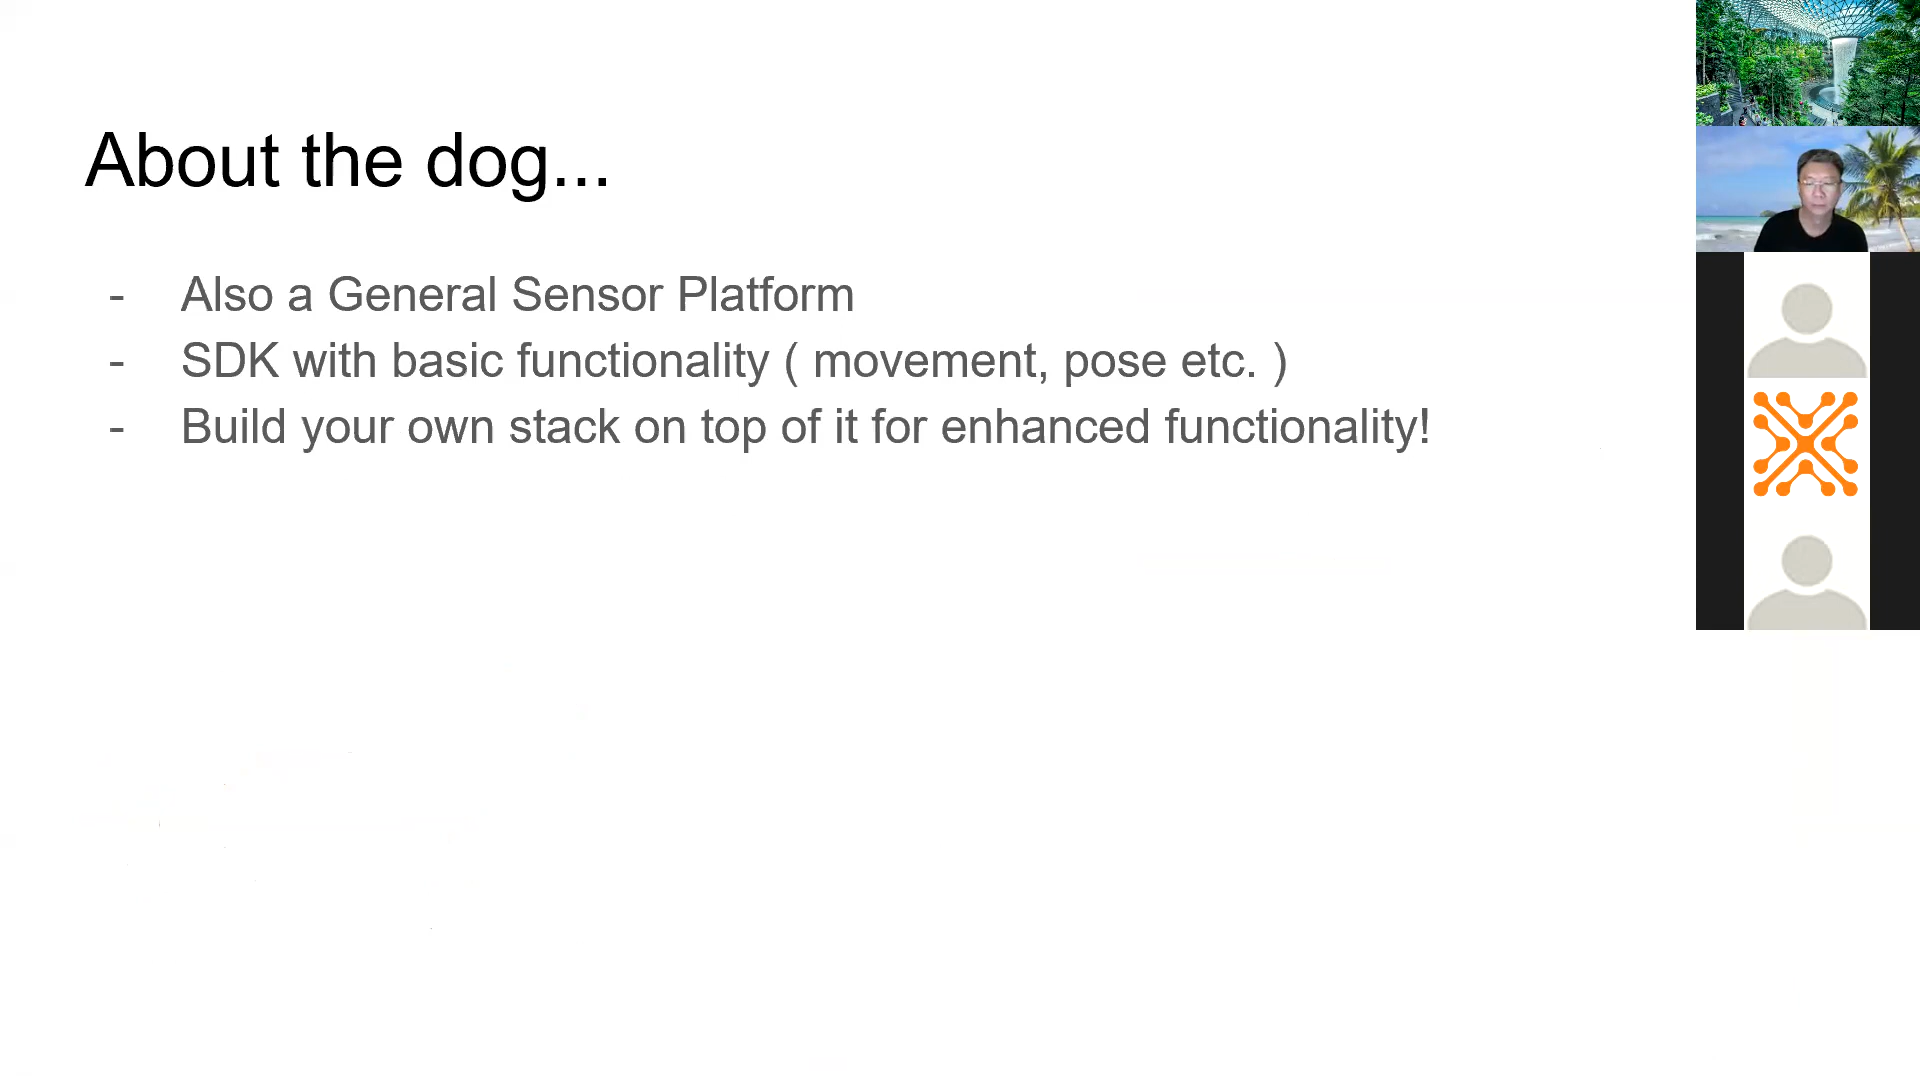 About the dog...
- Also a General Sensor Platform
- SDK with basic functionality ( movement, pose etc. )
- Build your own stack on top of it for enhanced functionality!